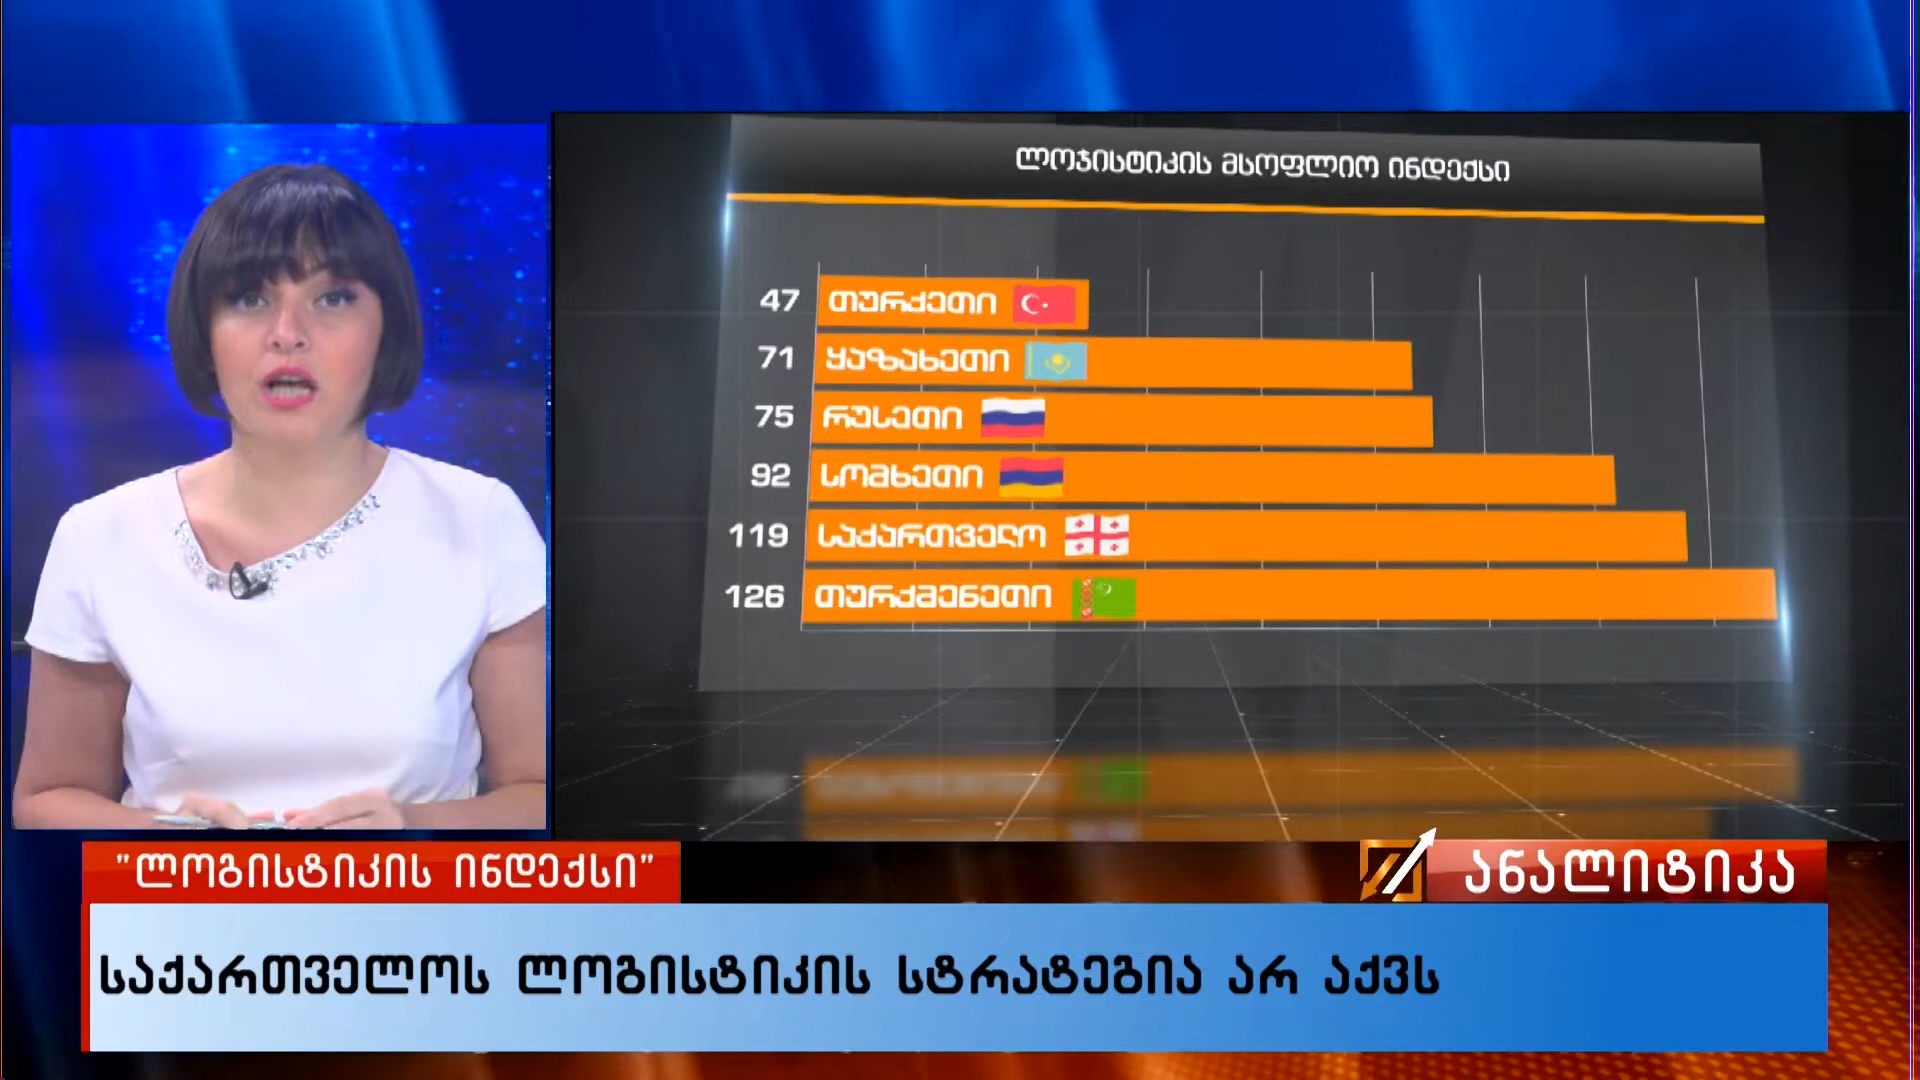 ლოჯისტიკის მსოფლიო ინდექსი
47 თურქეთი
71 ყაზახეთი
75 რუსეთი
92 სომხეთი
119 საქართველო
126 თურქმენეთი
"ლოგისტიკის ინდექსი"
ანალიტიკა
საქართველოს ლოგისტიკის სტრატეგია არ აქვს